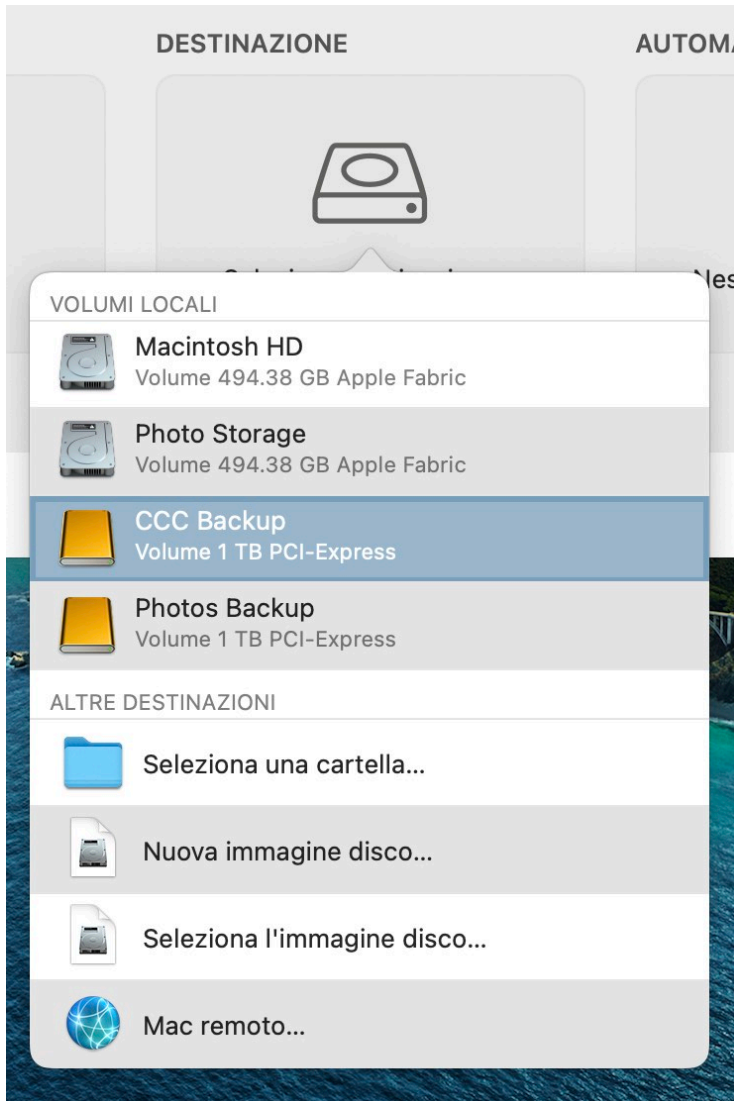 DESTINAZIONE
VOLUMI LOCALI
Macintosh HD
Volume 494.38 GB Apple Fabric
Photo Storage
Volume 494.38 GB Apple Fabric
CCC Backup
Volume 1 TB PCI-Express
Photos Backup
Volume 1 TB PCI-Express
ALTRE DESTINAZIONI
Seleziona una cartella...
Nuova immagine disco...
Seleziona l'immagine disco...
Mac remoto...